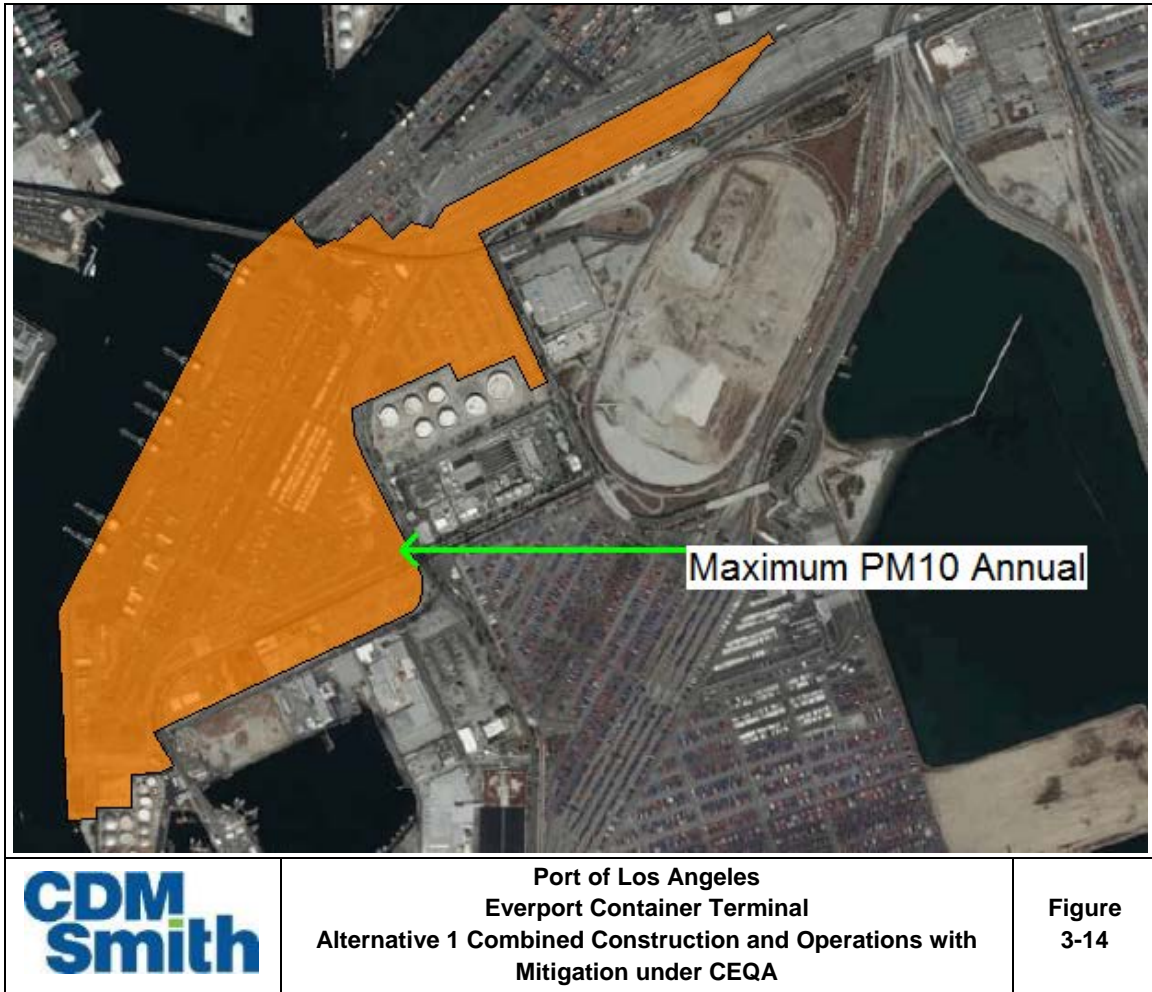 Maximum PM10 Annual
CDM
Smith
Port of Los Angeles
Everport Container Terminal
Alternative 1 Combined Construction and Operations with
Mitigation under CEQA
Figure
3-14